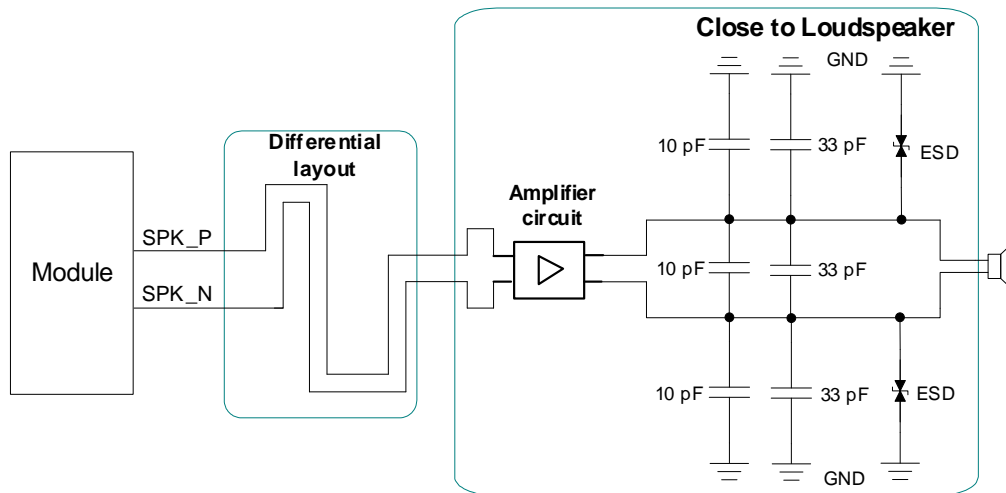 Close to Loudspeaker
GND
10 pF
33 pF
ESD
Differential
layout
Amplifier
circuit
SPK_P
Module
SPK_N
10 pF
33 pF
10 pF
33 pF
ESD
GND